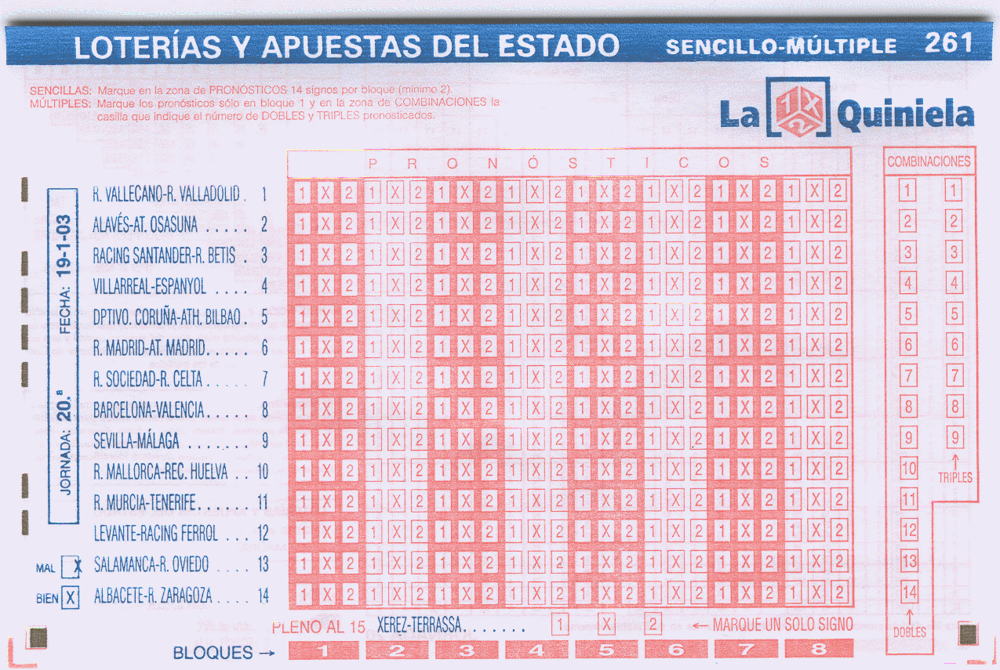 LOTERÍAS Y APUESTAS DEL ESTADO SENCILLO-MÚLTIPLE 261
SENCILLAS: Marque en la zona de PRONÓSTICOS 14 signos por bloque (mínimo 2).
MÚLTIPLES: Marque los pronósticos sólo en bloque 1 y en la zona de COMBINACIONES la
casilla que indique el número de DOBLES y TRIPLES pronosticados.
La 1 X 2 Quiniela
PRONÓSTICOS
COMBINACIONES
JORNADA: 20.ª FECHA: 19-1-03
R. VALLECANO-R. VALLADOLID . 1 1 X 2 1 X 2 1 X 2 1 X 2 1 X 2 1 X 2 1 X 2 1 X 2 1 1
ALAVÉS-AT. OSASUNA ..... 2 1 X 2 1 X 2 1 X 2 1 X 2 1 X 2 1 X 2 1 X 2 1 X 2 2 2
RACING SANTANDER-R. BETIS . 3 1 X 2 1 X 2 1 X 2 1 X 2 1 X 2 1 X 2 1 X 2 1 X 2 3 3
VILLARREAL-ESPANYOL .... 4 1 X 2 1 X 2 1 X 2 1 X 2 1 X 2 1 X 2 1 X 2 1 X 2 4 4
DPTIVO. CORUÑA-ATH. BILBAO . 5 1 X 2 1 X 2 1 X 2 1 X 2 1 X 2 1 X 2 1 X 2 1 X 2 5 5
R. MADRID-AT. MADRID..... 6 1 X 2 1 X 2 1 X 2 1 X 2 1 X 2 1 X 2 1 X 2 1 X 2 6 6
R. SOCIEDAD-R. CELTA ..... 7 1 X 2 1 X 2 1 X 2 1 X 2 1 X 2 1 X 2 1 X 2 1 X 2 7 7
BARCELONA-VALENCIA...... 8 1 X 2 1 X 2 1 X 2 1 X 2 1 X 2 1 X 2 1 X 2 1 X 2 8 8
SEVILLA-MÁLAGA ....... 9 1 X 2 1 X 2 1 X 2 1 X 2 1 X 2 1 X 2 1 X 2 1 X 2 9 9
R. MALLORCA-REC. HUELVA .. 10 1 X 2 1 X 2 1 X 2 1 X 2 1 X 2 1 X 2 1 X 2 1 X 2 10 ↑ TRIPLES
R. MURCIA-TENERIFE...... 11 1 X 2 1 X 2 1 X 2 1 X 2 1 X 2 1 X 2 1 X 2 1 X 2 11
LEVANTE-RACING FERROL ... 12 1 X 2 1 X 2 1 X 2 1 X 2 1 X 2 1 X 2 1 X 2 1 X 2 12
MAL X SALAMANCA-R. OVIEDO ..... 13 1 X 2 1 X 2 1 X 2 1 X 2 1 X 2 1 X 2 1 X 2 1 X 2 13
BIEN X ALBACETE-R. ZARAGOZA .... 14 1 X 2 1 X 2 1 X 2 1 X 2 1 X 2 1 X 2 1 X 2 1 X 2 14
PLENO AL 15 XEREZ-TERRASSA....... 1 X 2 ← MARQUE UN SOLO SIGNO ↑ DOBLES
BLOQUES → 1 2 3 4 5 6 7 8